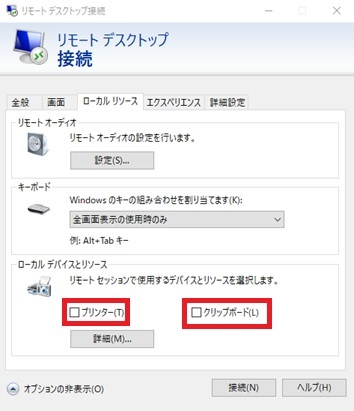 リモート デスクトップ接続
リモート デスクトップ
接続
全般 画面 ローカル リソース エクスペリエンス 詳細設定
リモート オーディオ
リモート オーディオの設定を行います。
設定(S)...
キーボード
Windows のキーの組み合わせを割り当てます(K):
全画面表示の使用時のみ
例: Alt+Tab キー
ローカル デバイスとリソース
リモート セッションで使用するデバイスとリソースを選択します。
プリンター(T) クリップボード(L)
詳細(M)...
オプションの非表示(O) 接続(N) ヘルプ(H)